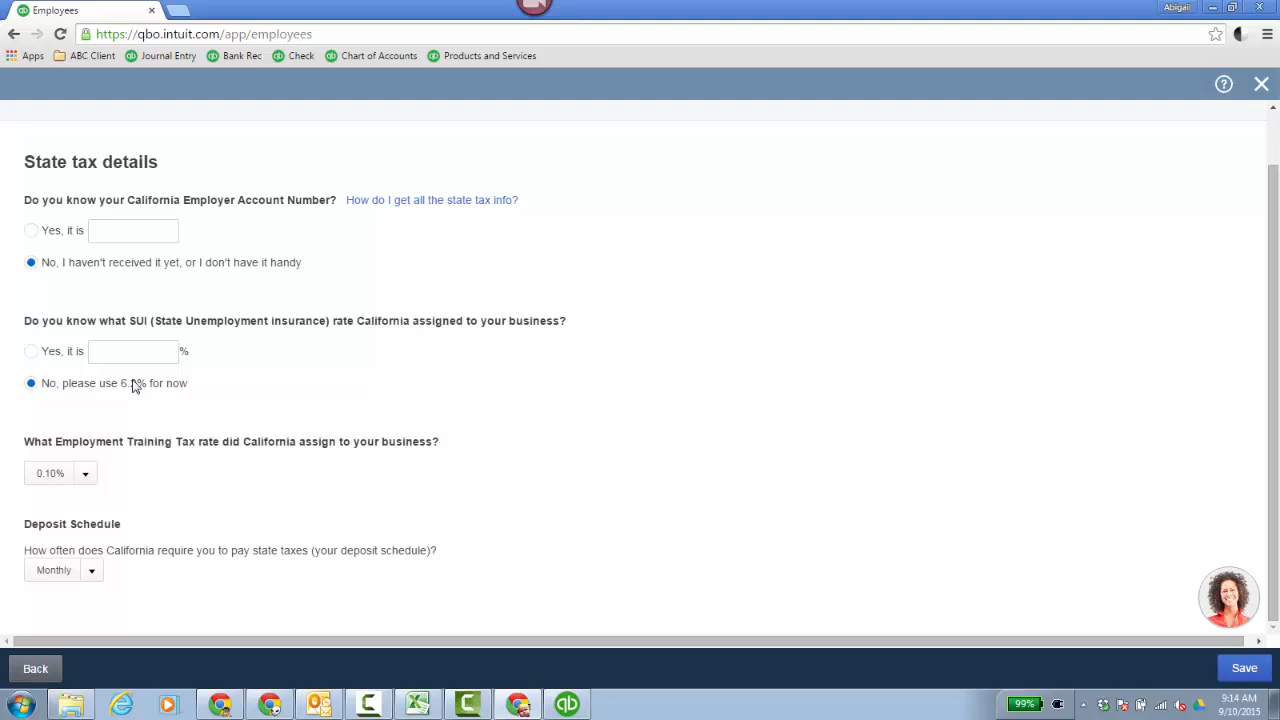 Employees
Abigail
https://qbo.intuit.com/app/employees
Apps ABC Client Journal Entry Bank Rec Check Chart of Accounts Products and Services
State tax details
Do you know your California Employer Account Number? How do I get all the state tax info?
Yes, it is
No, I haven't received it yet, or I don't have it handy
Do you know what SUI (State Unemployment insurance) rate California assigned to your business?
Yes, it is %
No, please use for now
What Employment Training Tax rate did California assign to your business?
0.10%
Deposit Schedule
How often does California require you to pay state taxes (your deposit schedule)?
Monthly
Back
Save
99%
9:14 AM
9/10/2015